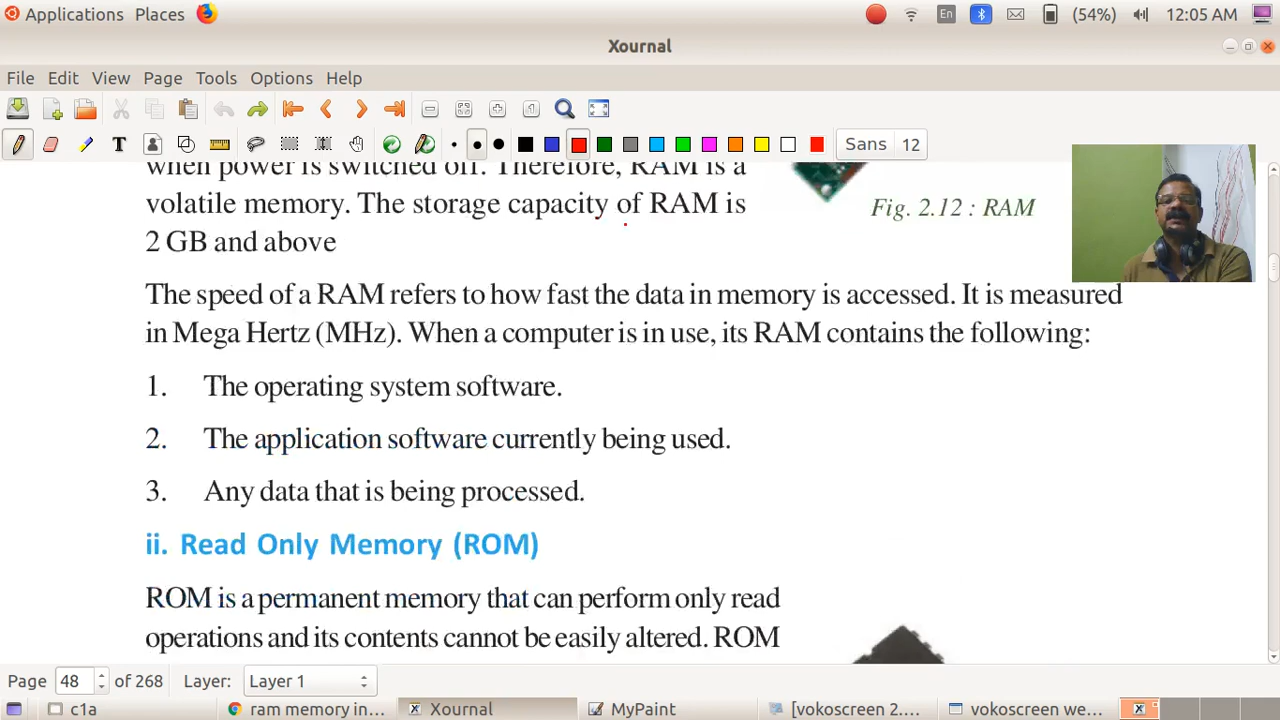 Applications Places En (54%) 12:05 AM
Xournal
File Edit View Page Tools Options Help
Sans 12
when power is switched off. Therefore, RAM is a
volatile memory. The storage capacity of RAM is
2 GB and above
Fig. 2.12 : RAM
The speed of a RAM refers to how fast the data in memory is accessed. It is measured
in Mega Hertz (MHz). When a computer is in use, its RAM contains the following:
1. The operating system software.
2. The application software currently being used.
3. Any data that is being processed.
ii. Read Only Memory (ROM)
ROM is a permanent memory that can perform only read
operations and its contents cannot be easily altered. ROM
Page 48 of 268 Layer: Layer 1
c1a ram memory in... Xournal MyPaint [vokoscreen 2.... vokoscreen we...